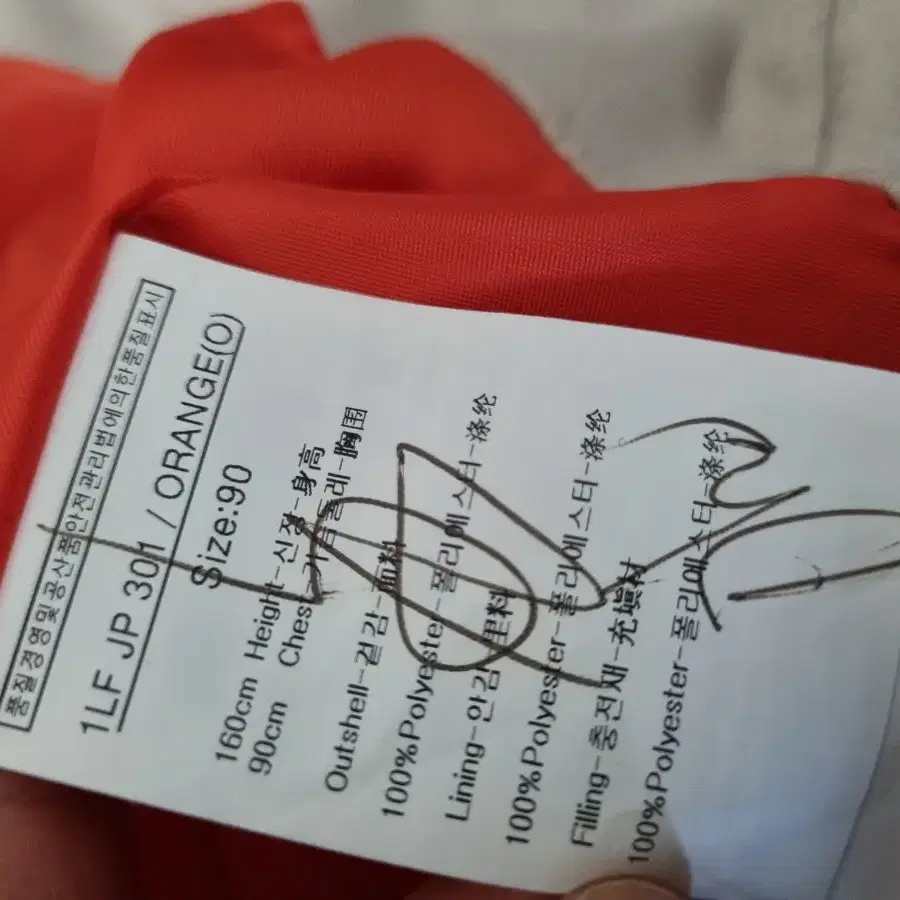 품질경영및공산품안전관리법에의한품질표시
1LF JP 301 / ORANGE(O)
Size:90
160cm Height-신장-身高
90cm Chest-가슴둘레-胸围
Outshell-겉감-面料
100%Polyester-폴리에스터-涤纶
Lining-안감-里料
100%Polyester-폴리에스터-涤纶
Filling-충전재-充塡材
100%Polyester-폴리에스터-涤纶